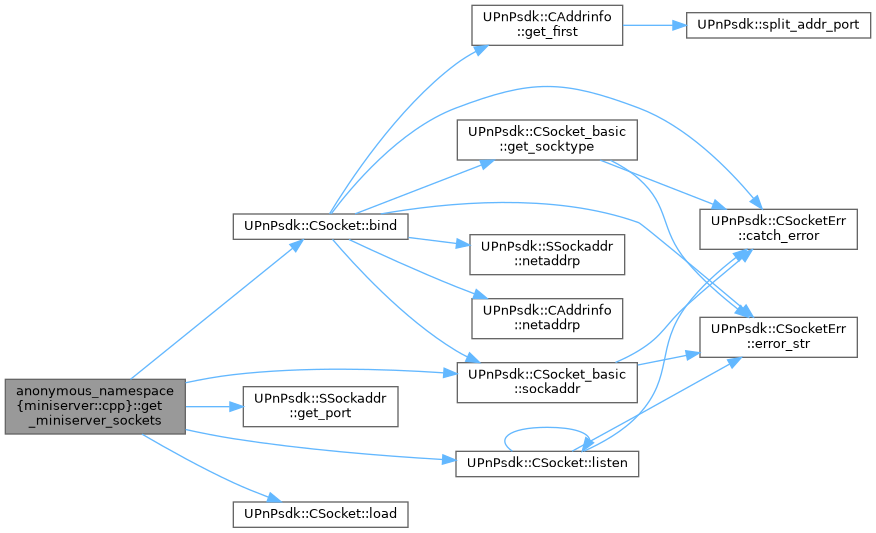 UPnPsdk::CAddrinfo
::get_first
UPnPsdk::split_addr_port
UPnPsdk::CSocket_basic
::get_socktype
UPnPsdk::CSocketErr
::catch_error
UPnPsdk::CSocket::bind
UPnPsdk::SSockaddr
::netaddrp
UPnPsdk::CAddrinfo
::netaddrp
UPnPsdk::CSocketErr
::error_str
UPnPsdk::CSocket_basic
::sockaddr
anonymous_namespace
{miniserver::cpp}::get
_miniserver_sockets
UPnPsdk::SSockaddr
::get_port
UPnPsdk::CSocket::listen
UPnPsdk::CSocket::load